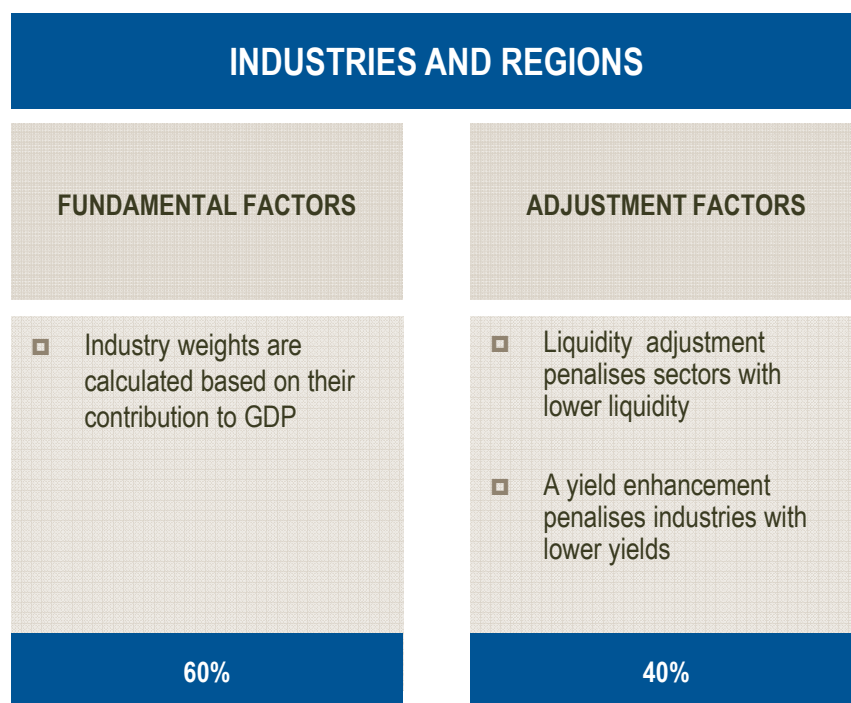 INDUSTRIES AND REGIONS
FUNDAMENTAL FACTORS
Industry weights are
calculated based on their
contribution to GDP
60%
ADJUSTMENT FACTORS
Liquidity adjustment
penalises sectors with
lower liquidity
A yield enhancement
penalises industries with
lower yields
40%